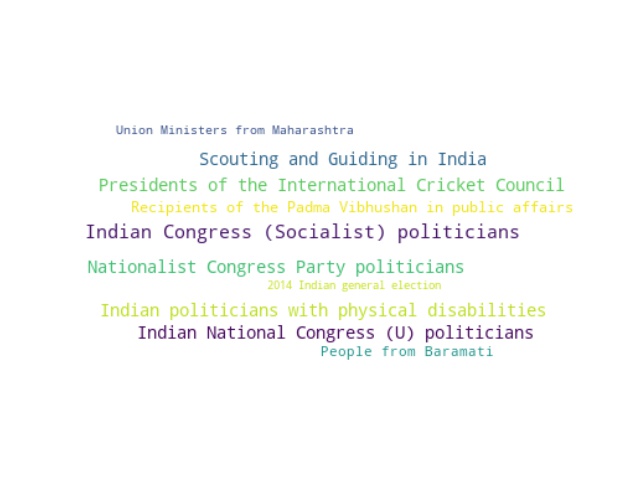 Union Ministers from Maharashtra
Scouting and Guiding in India
Presidents of the International Cricket Council
Recipients of the Padma Vibhushan in public affairs
Indian Congress (Socialist) politicians
Nationalist Congress Party politicians
2014 Indian general election
Indian politicians with physical disabilities
Indian National Congress (U) politicians
People from Baramati